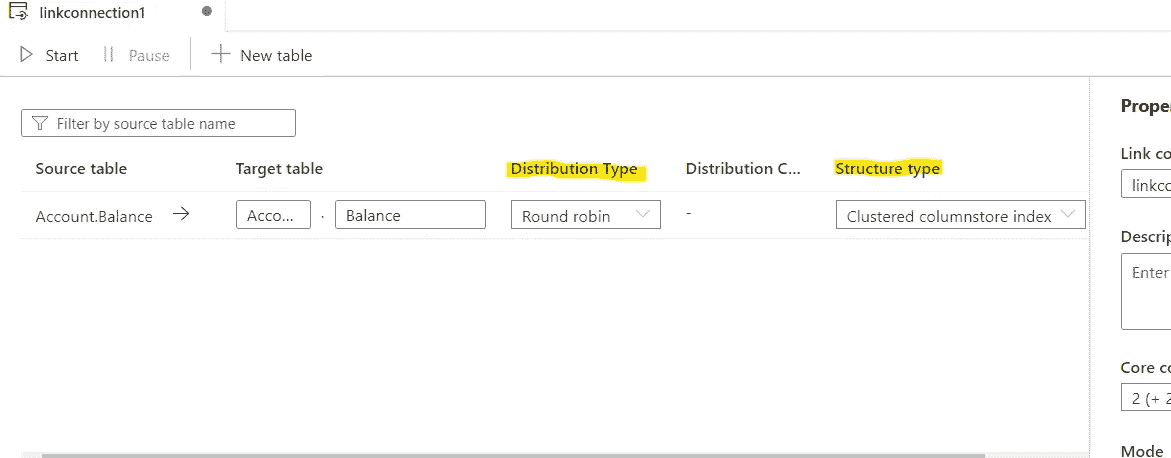 linkconnection1
Start Pause New table
Filter by source table name
Source table Target table Distribution Type Distribution C... Structure type
Account.Balance Acco... . Balance Round robin - Clustered columnstore index
Prope
Link co
linkco
Descrip
Enter
Core co
2 (+ 2
Mode